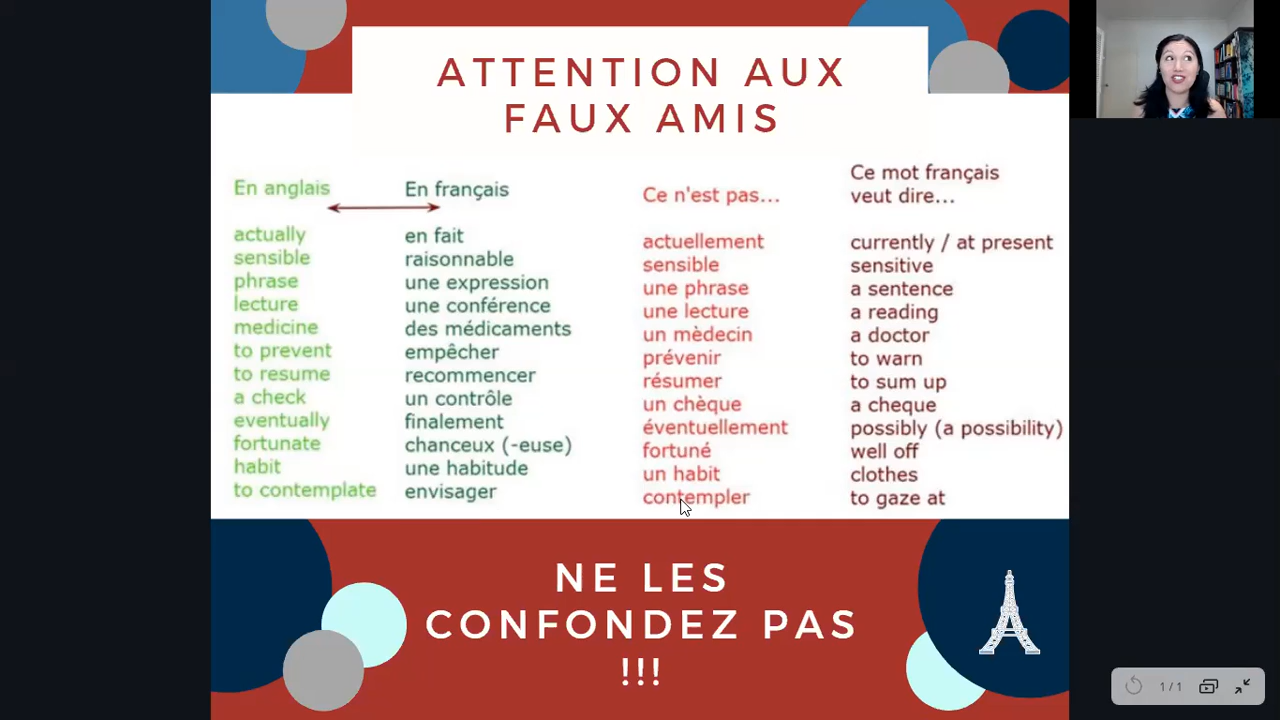 ATTENTION AUX
FAUX AMIS
En anglais En français Ce n'est pas... Ce mot français
veut dire...
actually en fait actuellement currently / at present
sensible raisonnable sensible sensitive
phrase une expression une phrase a sentence
lecture une conférence une lecture a reading
medicine des médicaments un mèdecin a doctor
to prevent empêcher prévenir to warn
to resume recommencer résumer to sum up
a check un contrôle un chèque a cheque
eventually finalement éventuellement possibly (a possibility)
fortunate chanceux (-euse) fortuné well off
habit une habitude un habit clothes
to contemplate envisager contempler to gaze at
NE LES
CONFONDEZ PAS
!!!
1/1